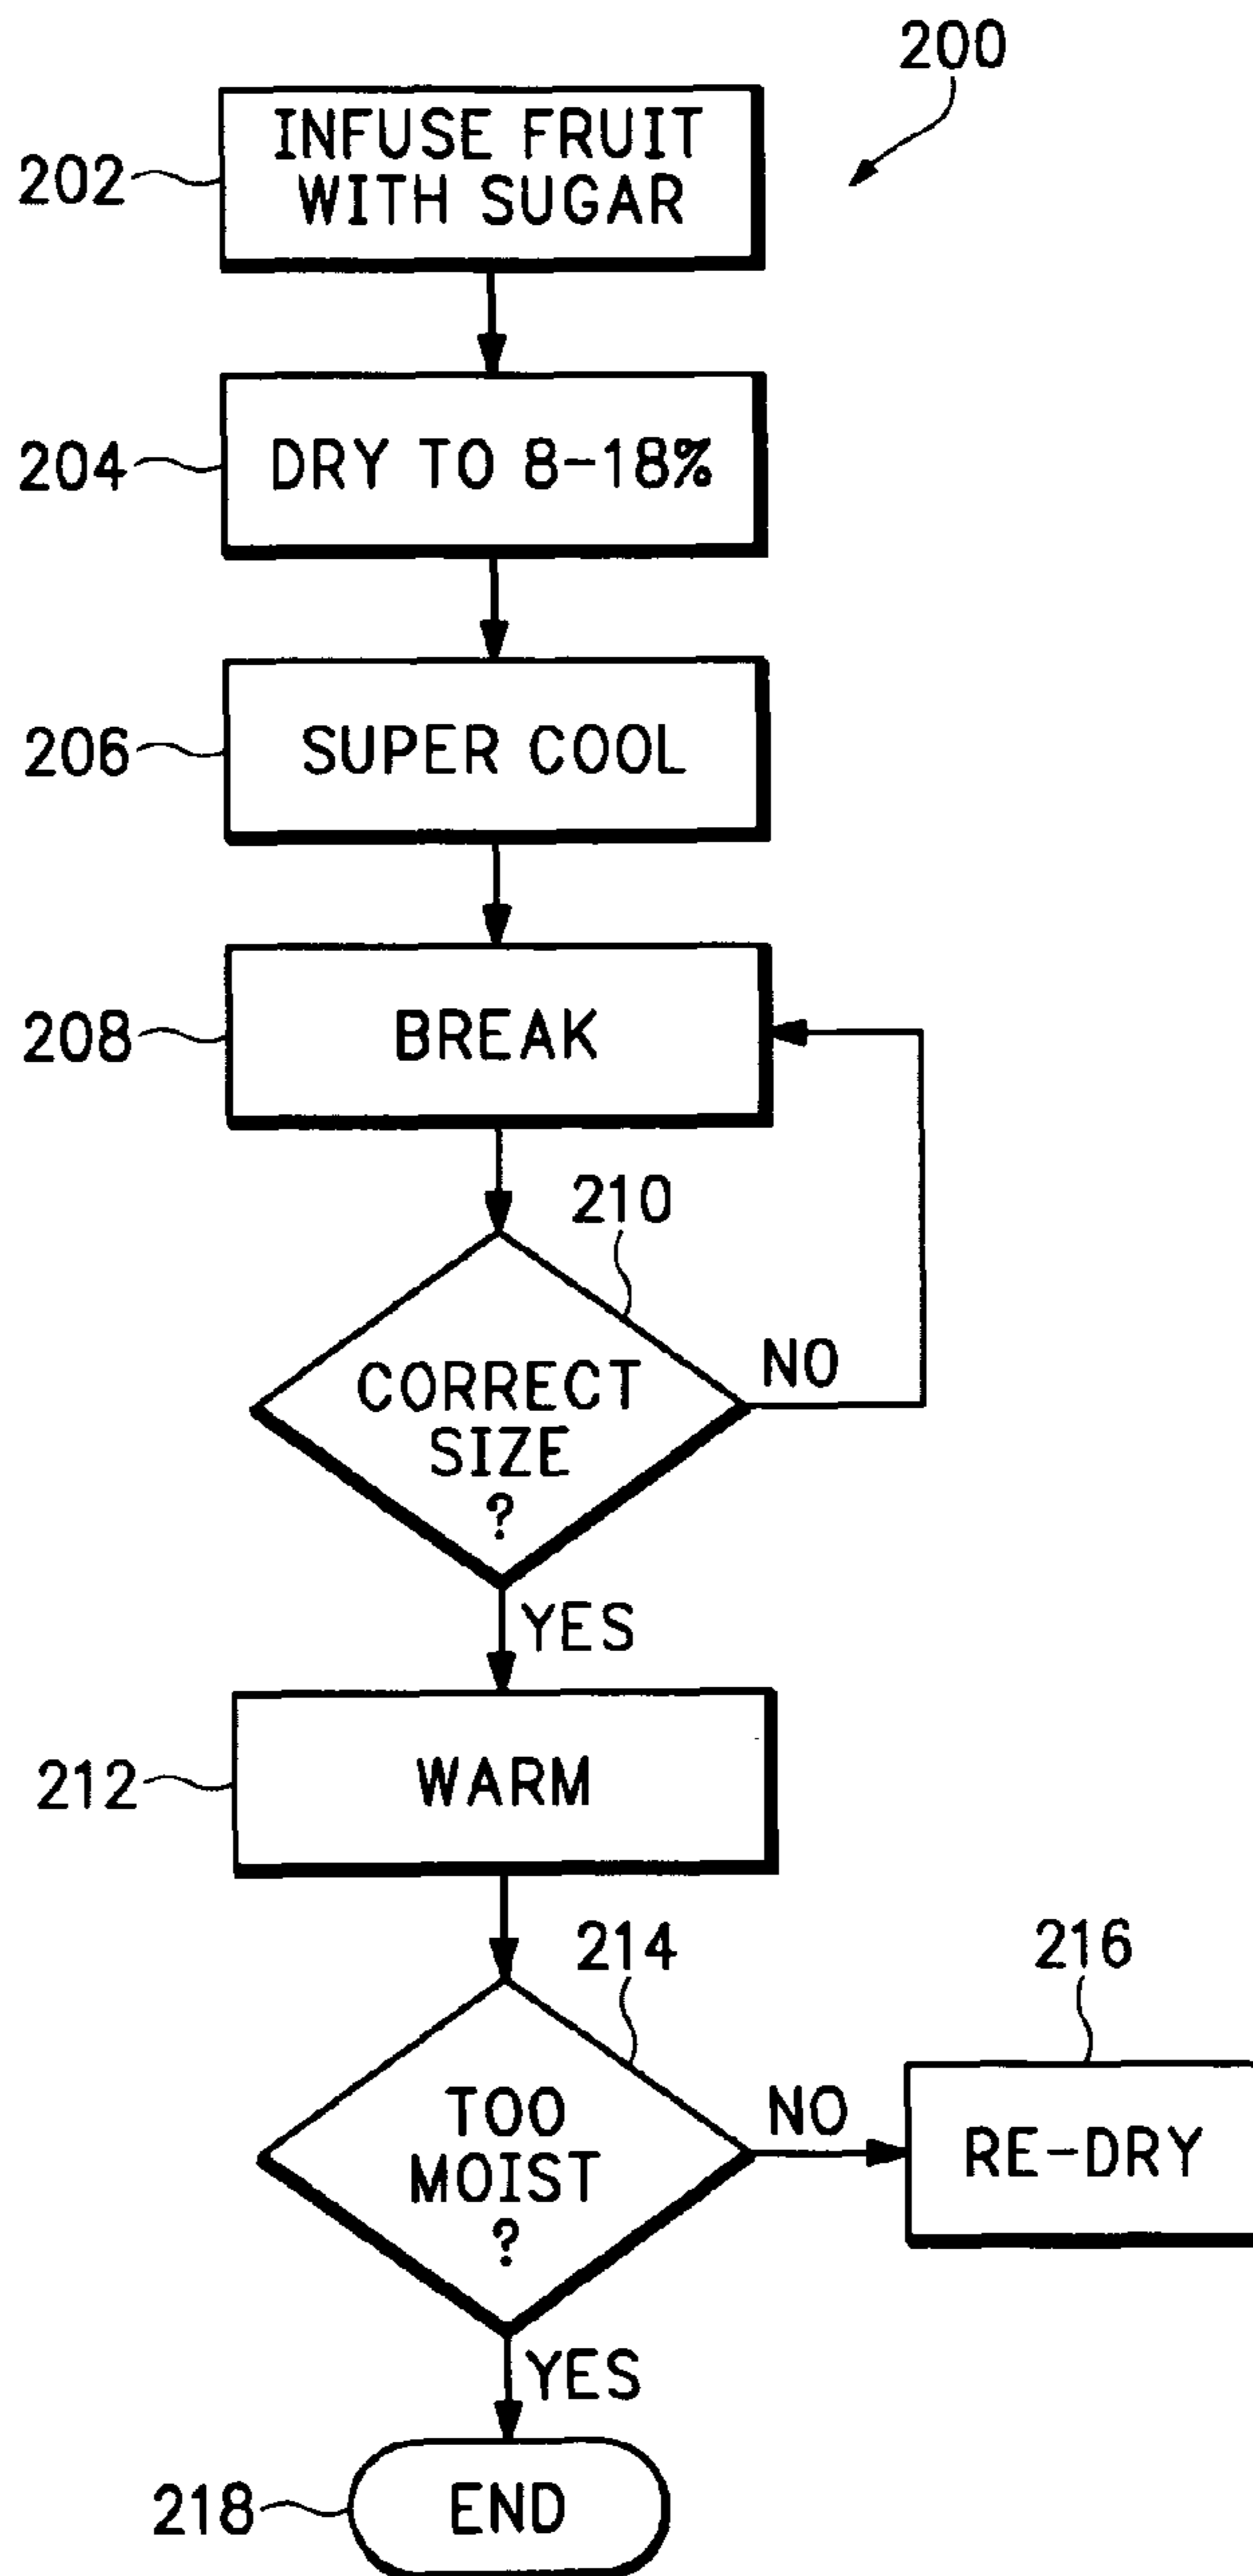 200
202
INFUSE FRUIT
WITH SUGAR
204
DRY TO 8-18%
206
SUPER COOL
208
BREAK
210
CORRECT
SIZE
?
NO
YES
212
WARM
214
TOO
MOIST
?
NO
216
RE-DRY
YES
218
END